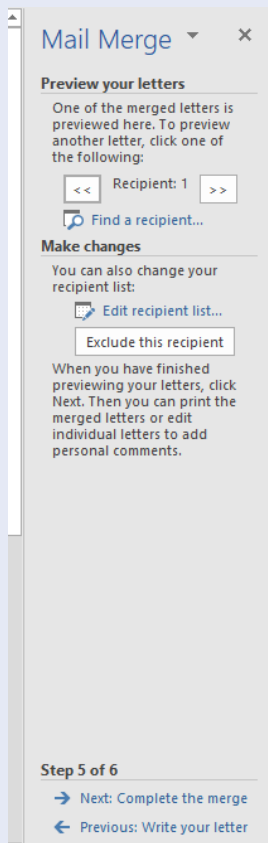 Mail Merge
Preview your letters
One of the merged letters is
previewed here. To preview
another letter, click one of
the following:
<< Recipient: 1 >>
Find a recipient...
Make changes
You can also change your
recipient list:
Edit recipient list...
Exclude this recipient
When you have finished
previewing your letters, click
Next. Then you can print the
merged letters or edit
individual letters to add
personal comments.
Step 5 of 6
Next: Complete the merge
Previous: Write your letter